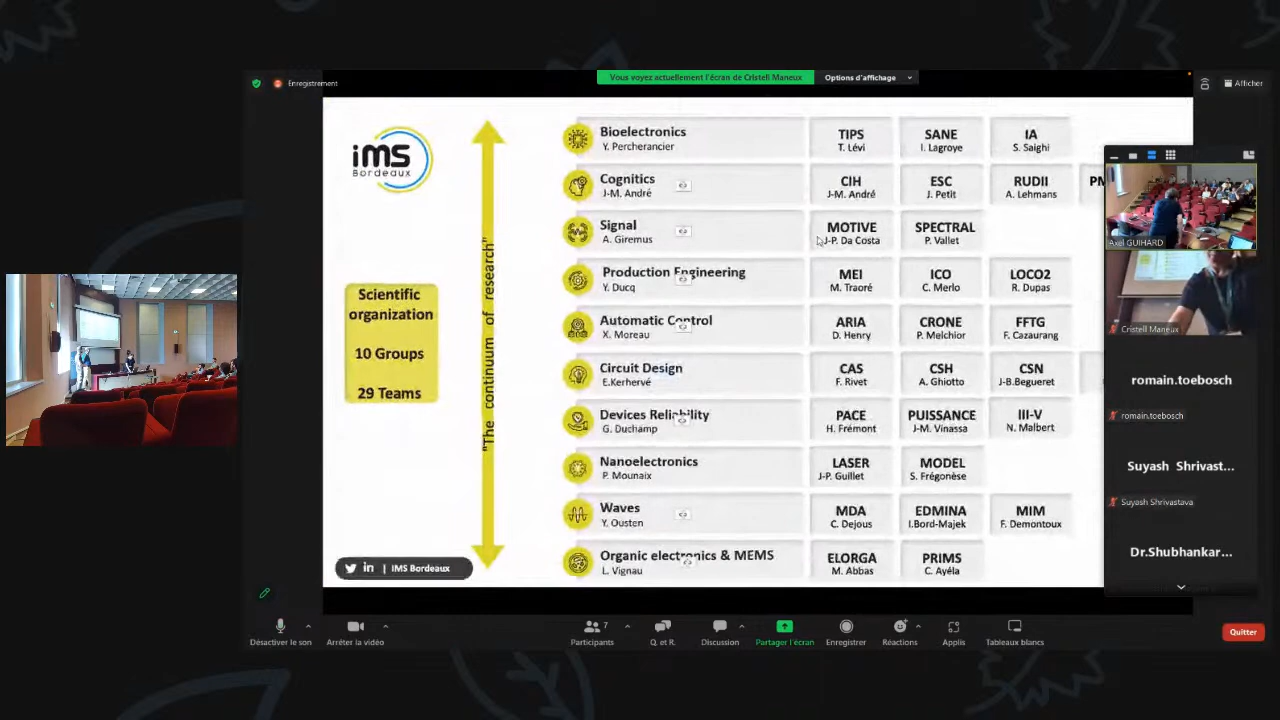 Enregistrement
Vous voyez actuellement l'écran de Cristell Maneux
Options d'affichage
Afficher
iMS
Bordeaux
Scientific
organization
10 Groups
29 Teams
"The continuum of research"
Bioelectronics
Y. Percherancier
TIPS
T. Lévi
SANE
I. Lagroye
IA
S. Saighi
Cognitics
J-M. André
CIH
J-M. André
ESC
J. Petit
RUDII
A. Lehmans
Signal
A. Giremus
MOTIVE
J-P. Da Costa
SPECTRAL
P. Vallet
Production Engineering
Y. Ducq
MEI
M. Traoré
ICO
C. Merlo
LOCO2
R. Dupas
Automatic Control
X. Moreau
ARIA
D. Henry
CRONE
P. Melchior
FFTG
F. Cazaurang
Circuit Design
E.Kerhervé
CAS
F. Rivet
CSH
A. Ghiotto
CSN
J-B.Begueret
Devices Reliability
G. Duchamp
PACE
H. Frémont
PUISSANCE
J-M. Vinassa
III-V
N. Malbert
Nanoelectronics
P. Mounaix
LASER
J-P. Guillet
MODEL
S. Frégonèse
Waves
Y. Ousten
MDA
C. Dejous
EDMINA
I.Bord-Majek
MIM
F. Demontoux
Organic electronics & MEMS
L. Vignau
ELORGA
M. Abbas
PRIMS
C. Ayéla
in | IMS Bordeaux
Axel GUIHARD
Cristell Maneux
romain.toebosch
romain.toebosch
Suyash Shrivast...
Suyash Shrivastava
Dr.Shubhankar...
Désactiver le son
Arrêter la vidéo
Participants 7
Q. et R.
Discussion
Partager l'écran
Enregistrer
Réactions
Applis
Tableaux blancs
Quitter